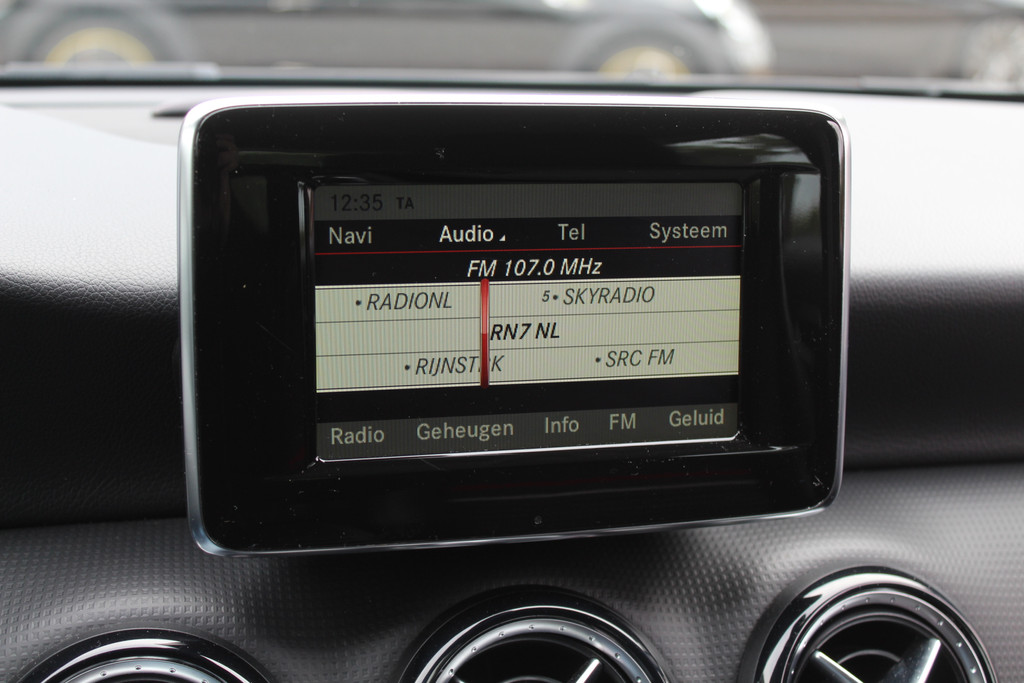 12:35 TA
Navi Audio Tel Systeem
FM 107.0 MHz
• RADIONL 5• SKYRADIO
RN7 NL
• RIJNSTRK • SRC FM
Radio Geheugen Info FM Geluid